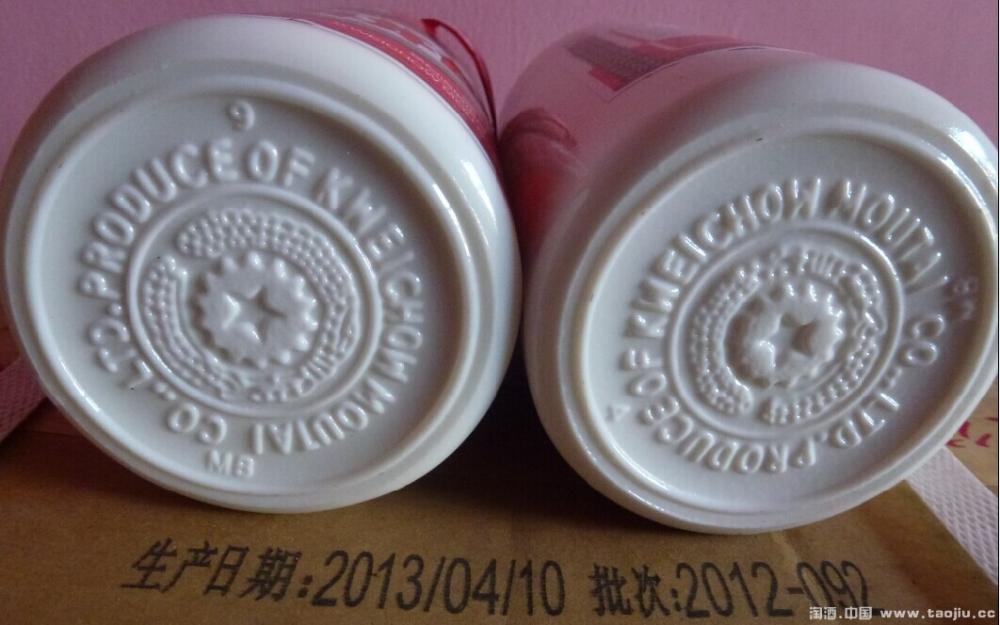 9
PRODUCE OF KWEICHOW MOUTAI CO.,LTD.
MB
PRODUCE OF KWEICHOW MOUTAI CO.,LTD.
MB
4
生产日期:2013/04/10 批次:2012-092
淘酒.中国 www.taojiu.cc